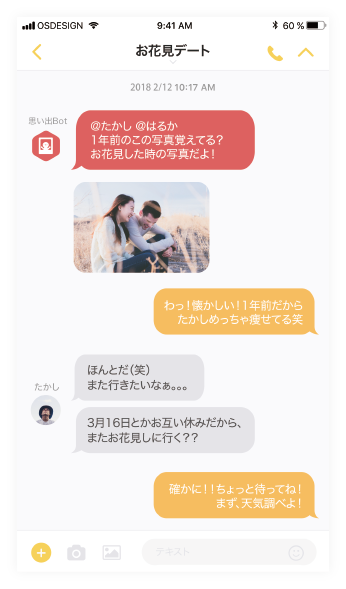 OSDESIGN
9:41 AM
60 %
お花見デート
2018 2/12 10:17 AM
思い出Bot
@たかし @はるか
1年前のこの写真覚えてる？
お花見した時の写真だよ！
わっ！懐かしい！1年前だから
たかしめっちゃ痩せてる笑
ほんとだ（笑）
また行きたいなぁ。。。
たかし
3月16日とかお互い休みだから、
またお花見しに行く？？
確かに！！ちょっと待ってね！
まず、天気調べよ！
テキスト